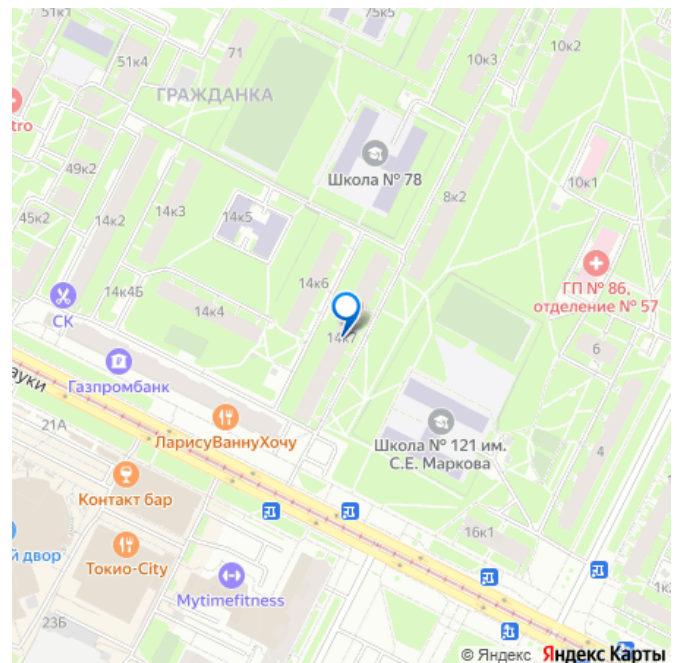 51к1
75к5
10к2
51к4
71
10к3
ГРАЖДАНКА
tro
Школа № 78
49к2
10к1
8к2
45к2
14к2
14к3
14к5
ГП № 86,
отделение № 57
14к6
14к4Б
14к4
СК
14к7
6
Газпромбанк
ауки
21А
ЛарисуВаннуХочу
Школа № 121 им.
С.Е. Маркова
4
Контакт бар
16к1
й двор
Токио-City
Mytimefitness
1к
23Б
© Яндекс Яндекс Карты